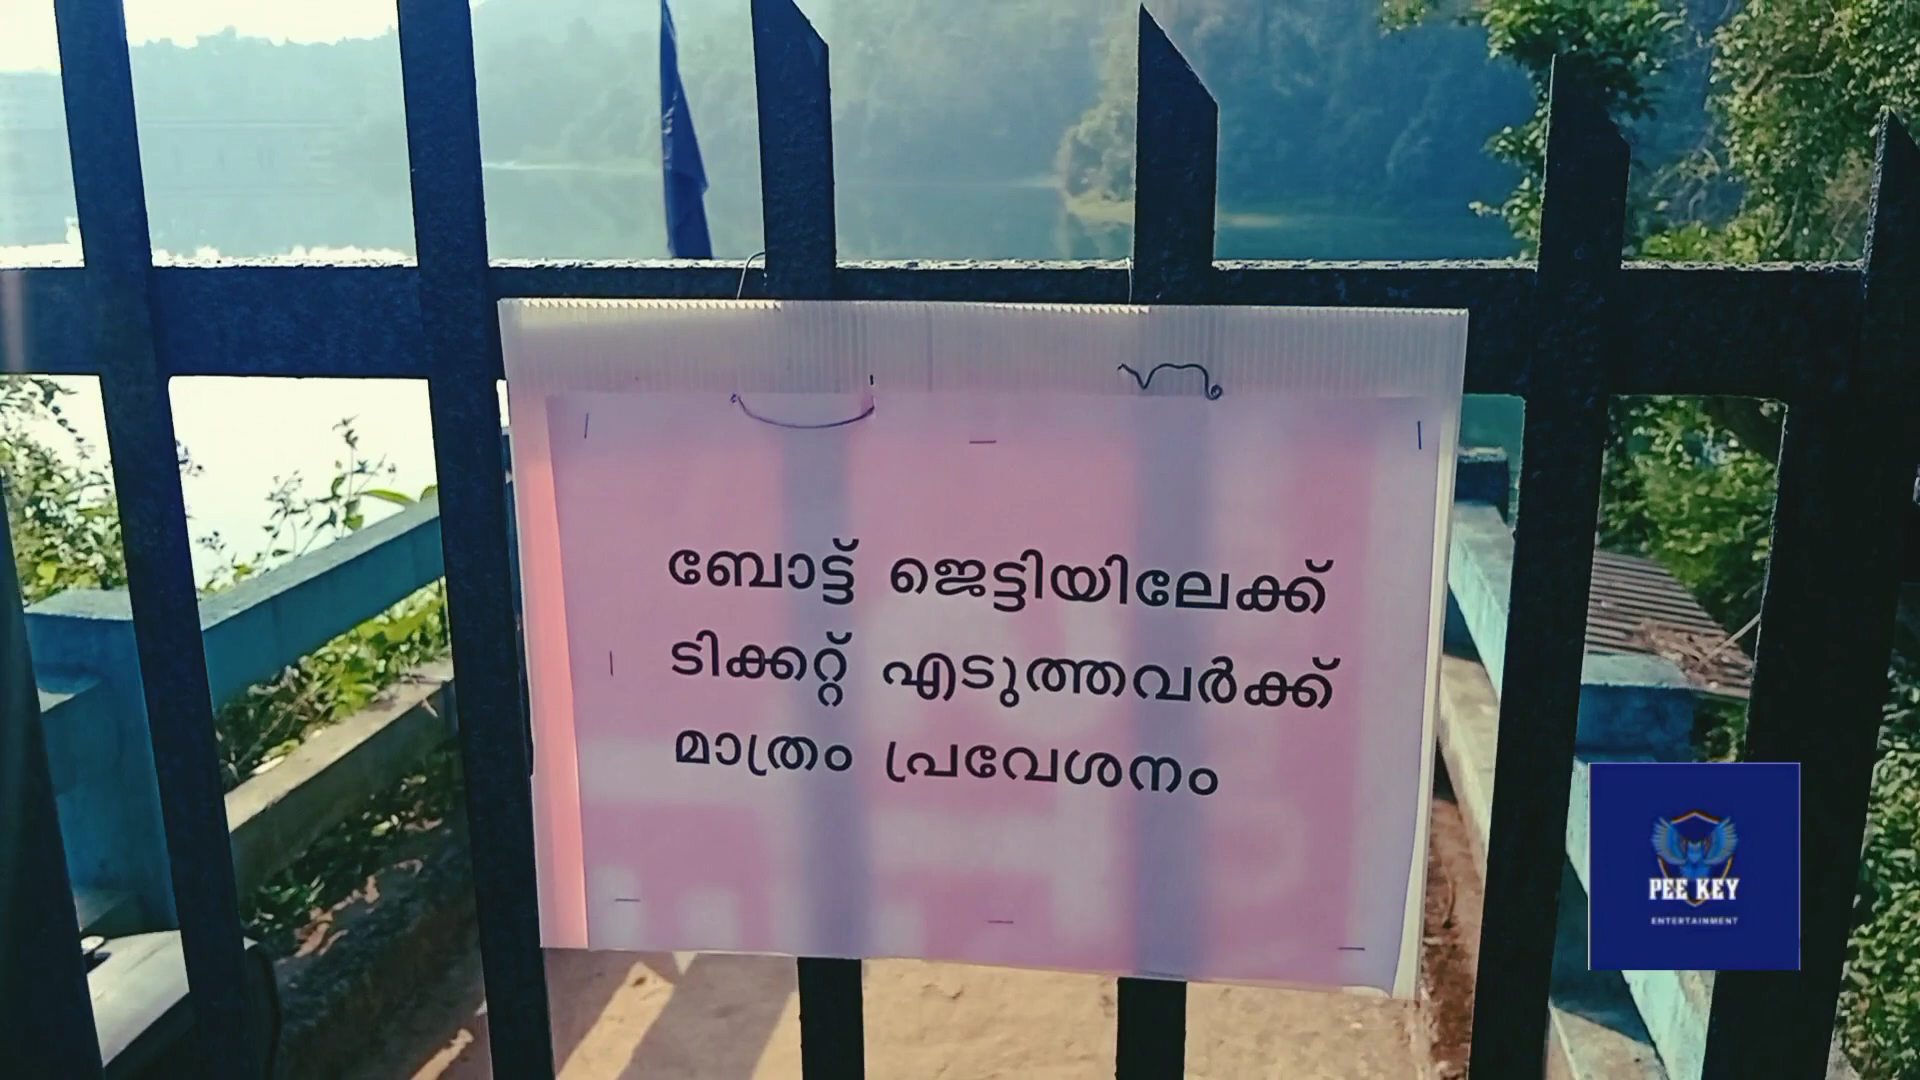 ബോട്ട് ജെട്ടിയിലേക്ക്
ടിക്കറ്റ് എടുത്തവർക്ക്
മാത്രം പ്രവേശനം
PEE KEY
ENTERTAINMENT